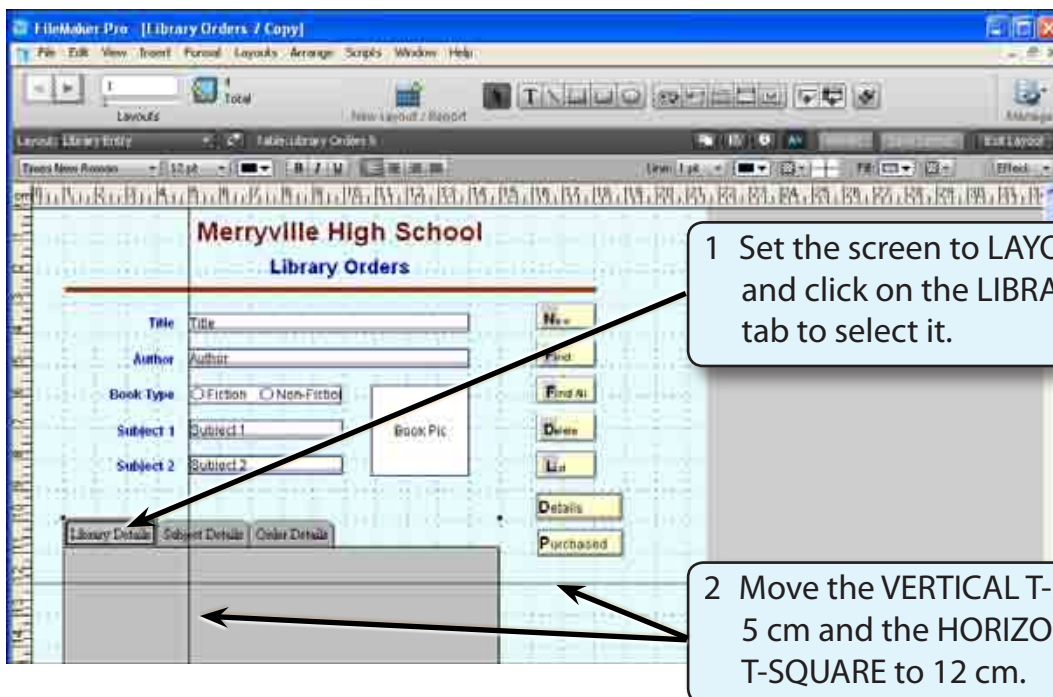 FileMaker Pro - [Library Orders 7 Copy]
File Edit View Insert Format Layouts Arrange Scripts Window Help
1
Total
Layouts
New Layout / Report
Manage
Layout: Library Entry
Table: Library Orders
Exit Layout
Times New Roman 12 pt B I U Line: 1 pt Fill: Effect
Merryville High School
Library Orders
Title Title
New
Author Author
Find
Book Type Fiction Non-Fiction
Find All
Subject 1 Subject 1
Book Pic
Delete
Subject 2 Subject 2
List
Details
Library Details Subject Details Order Details
Purchased
1 Set the screen to LAYO
and click on the LIBRA
tab to select it.
2 Move the VERTICAL T-
5 cm and the HORIZO
T-SQUARE to 12 cm.